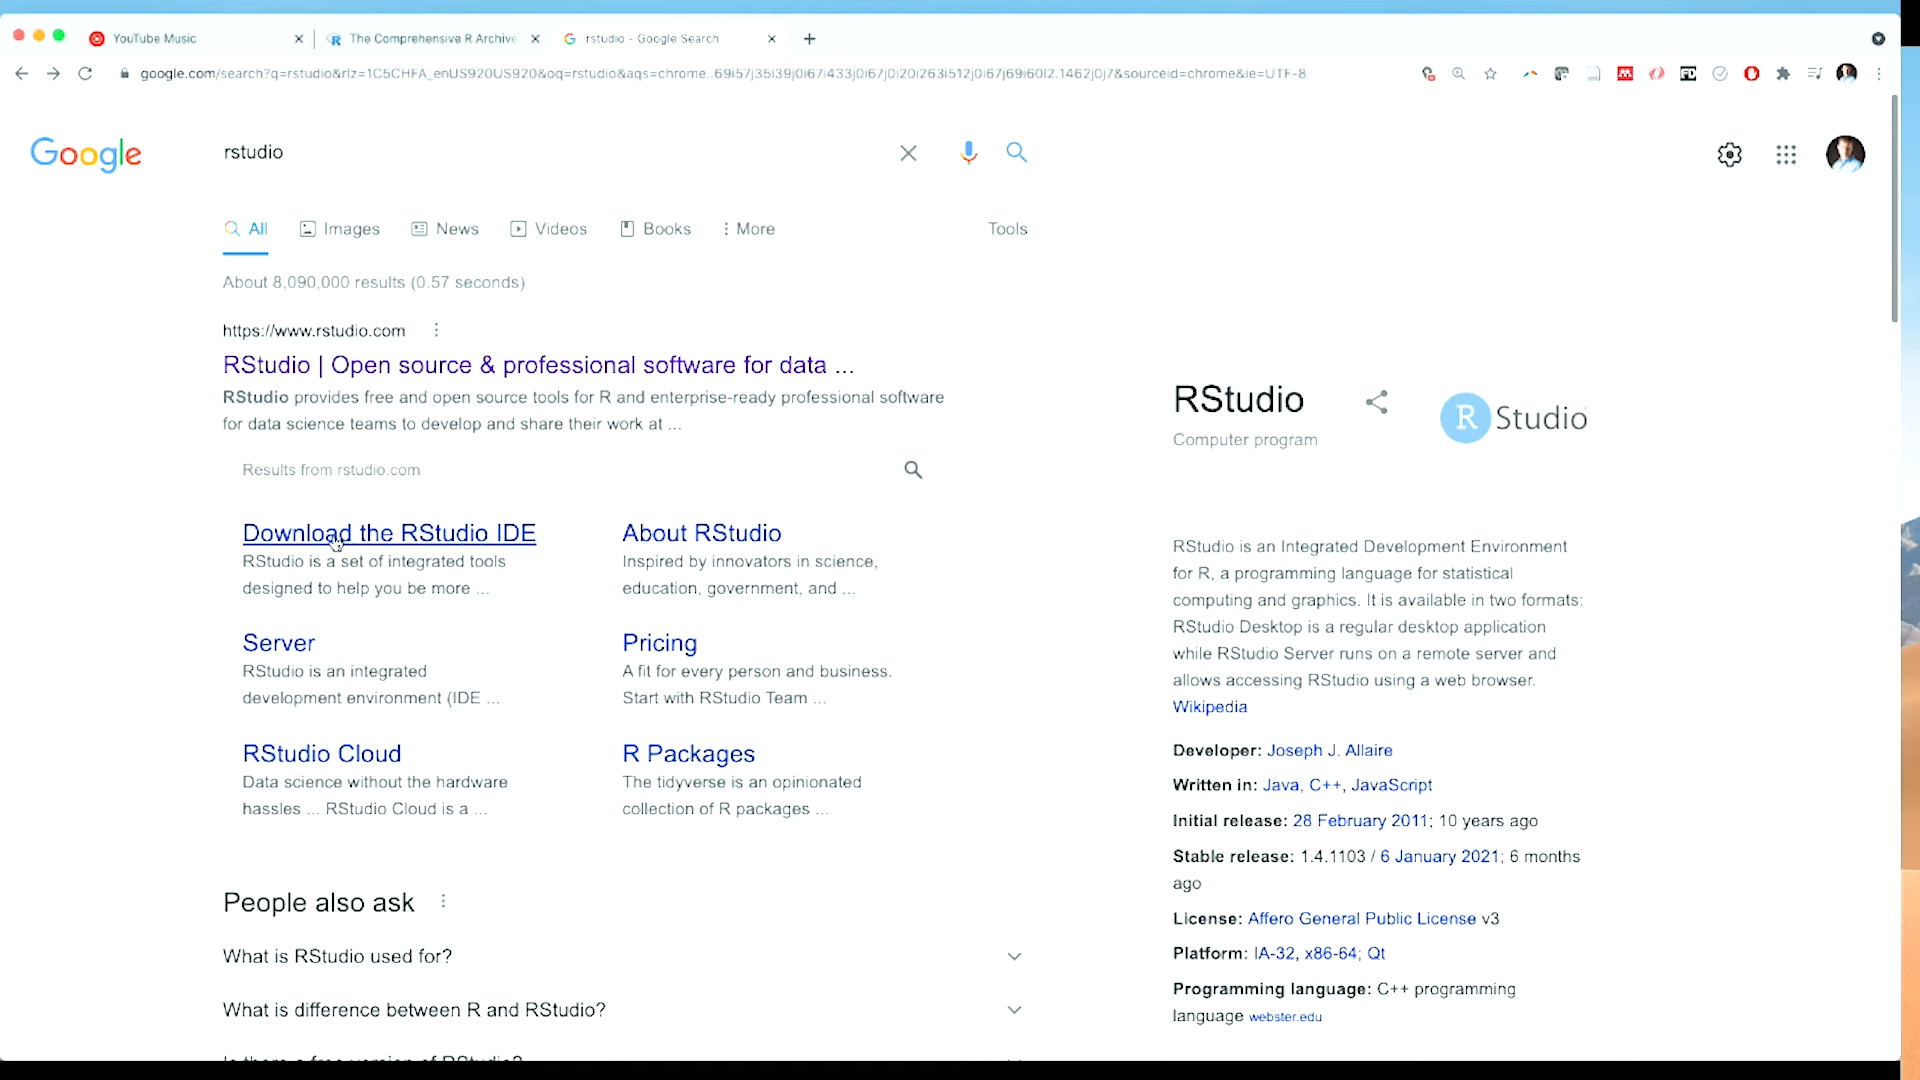 YouTube Music
The Comprehensive R Archive
rstudio - Google Search
google.com/search?q=rstudio&rlz=1C5CHFA_enUS920US920&oq=rstudio&aqs=chrome..69i57j35i39j0i67i433j0i67j0i20i263i512j0i67j69i60l2.1462j0j7&sourceid=chrome&ie=UTF-8
Google
rstudio
All
Images
News
Videos
Books
More
Tools
About 8,090,000 results (0.57 seconds)
https://www.rstudio.com
RStudio | Open source & professional software for data ...
RStudio provides free and open source tools for R and enterprise-ready professional software
for data science teams to develop and share their work at ...
Results from rstudio.com
Download the RStudio IDE
RStudio is a set of integrated tools
designed to help you be more ...
About RStudio
Inspired by innovators in science,
education, government, and ...
Server
RStudio is an integrated
development environment (IDE ...
Pricing
A fit for every person and business.
Start with RStudio Team ...
RStudio Cloud
Data science without the hardware
hassles ... RStudio Cloud is a ...
R Packages
The tidyverse is an opinionated
collection of R packages ...
People also ask
What is RStudio used for?
What is difference between R and RStudio?
Is there a free version of RStudio?
RStudio
Computer program
R Studio
RStudio is an Integrated Development Environment
for R, a programming language for statistical
computing and graphics. It is available in two formats:
RStudio Desktop is a regular desktop application
while RStudio Server runs on a remote server and
allows accessing RStudio using a web browser.
Wikipedia
Developer: Joseph J. Allaire
Written in: Java, C++, JavaScript
Initial release: 28 February 2011; 10 years ago
Stable release: 1.4.1103 / 6 January 2021; 6 months
ago
License: Affero General Public License v3
Platform: IA-32, x86-64; Qt
Programming language: C++ programming
language webster.edu